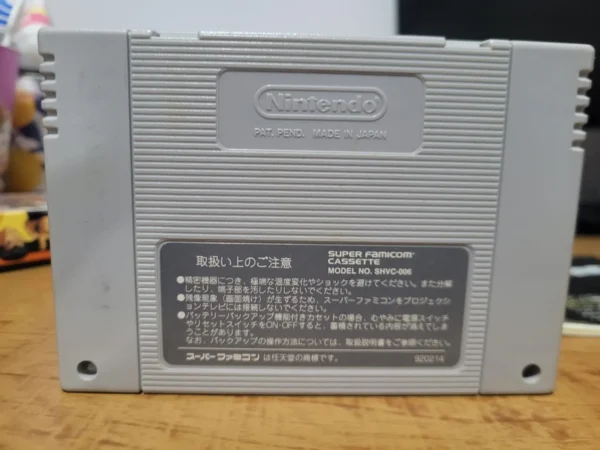 Nintendo
PAT. PEND. MADE IN JAPAN
取扱い上のご注意
SUPER FAMICOM
CASSETTE
MODEL NO. SHVC-006
●精密機器につき、極端な温度変化やショックを避けてください。また分解
したり、端子部を汚したりしないでください。
●残像現象(画面焼け)が生ずるため、スーパーファミコンをプロジェクシ
ョンテレビには接続しないでください。
●バッテリーバックアップ機能付きカセットの場合、むやみに電源スイッチ
やリセットスイッチをON・OFFすると、蓄積されている内容が消えてしま
うことがあります。
なお、バックアップの操作方法については、取扱説明書をご参照ください。
スーパーファミコン は任天堂の商標です。
920214